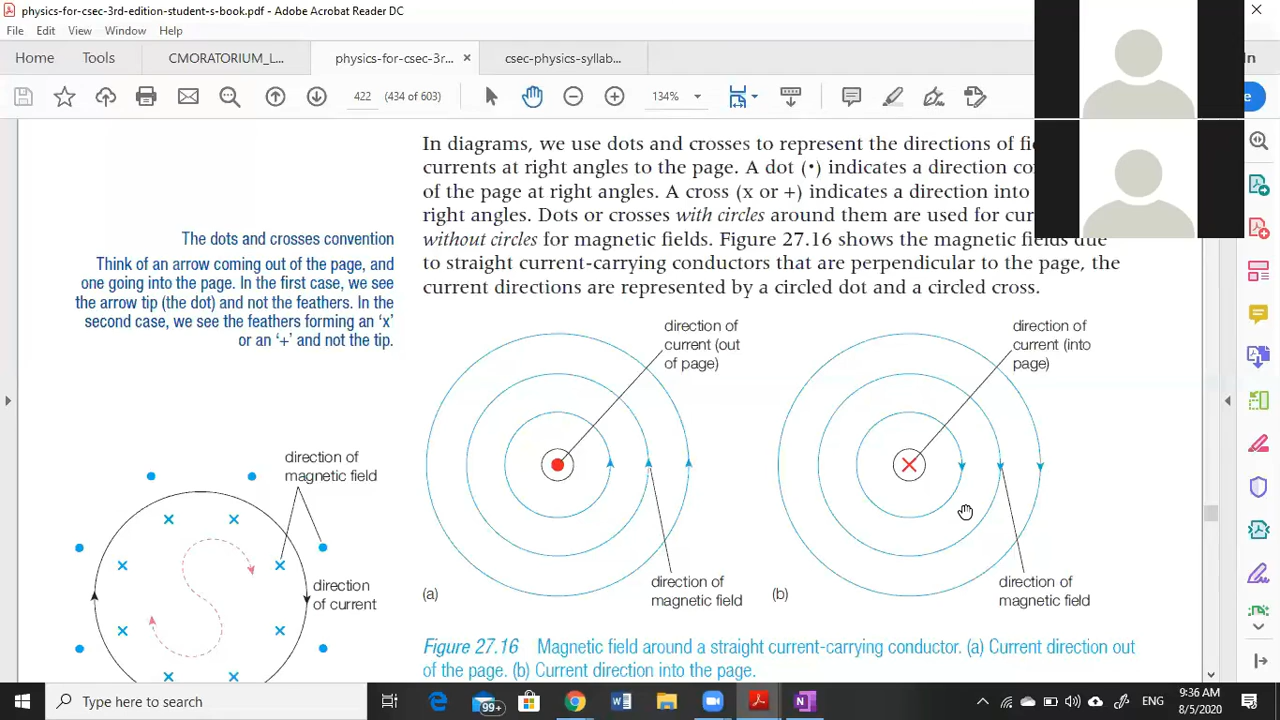 physics-for-csec-3rd-edition-student-s-book.pdf - Adobe Acrobat Reader DC
File Edit View Window Help
Home Tools CMORATORIUM_L... physics-for-csec-3r... × csec-physics-syllab... In
422 (434 of 603) 134%
In diagrams, we use dots and crosses to represent the directions of
currents at right angles to the page. A dot (•) indicates a direction
of the page at right angles. A cross (x or +) indicates a direction into
right angles. Dots or crosses with circles around them are used for
without circles for magnetic fields. Figure 27.16 shows the magnetic fields due
to straight current-carrying conductors that are perpendicular to the page, the
current directions are represented by a circled dot and a circled cross.
The dots and crosses convention
Think of an arrow coming out of the page, and
one going into the page. In the first case, we see
the arrow tip (the dot) and not the feathers. In the
second case, we see the feathers forming an ‘x’
or an ‘+’ and not the tip.
direction of
current (out
of page)
direction of
current (into
page)
direction of
magnetic field
direction
of current
direction of
magnetic field
direction of
magnetic field
(a)
(b)
Figure 27.16 Magnetic field around a straight current-carrying conductor. (a) Current direction out
of the page. (b) Current direction into the page.
Type here to search
99+
ENG
9:36 AM
8/5/2020